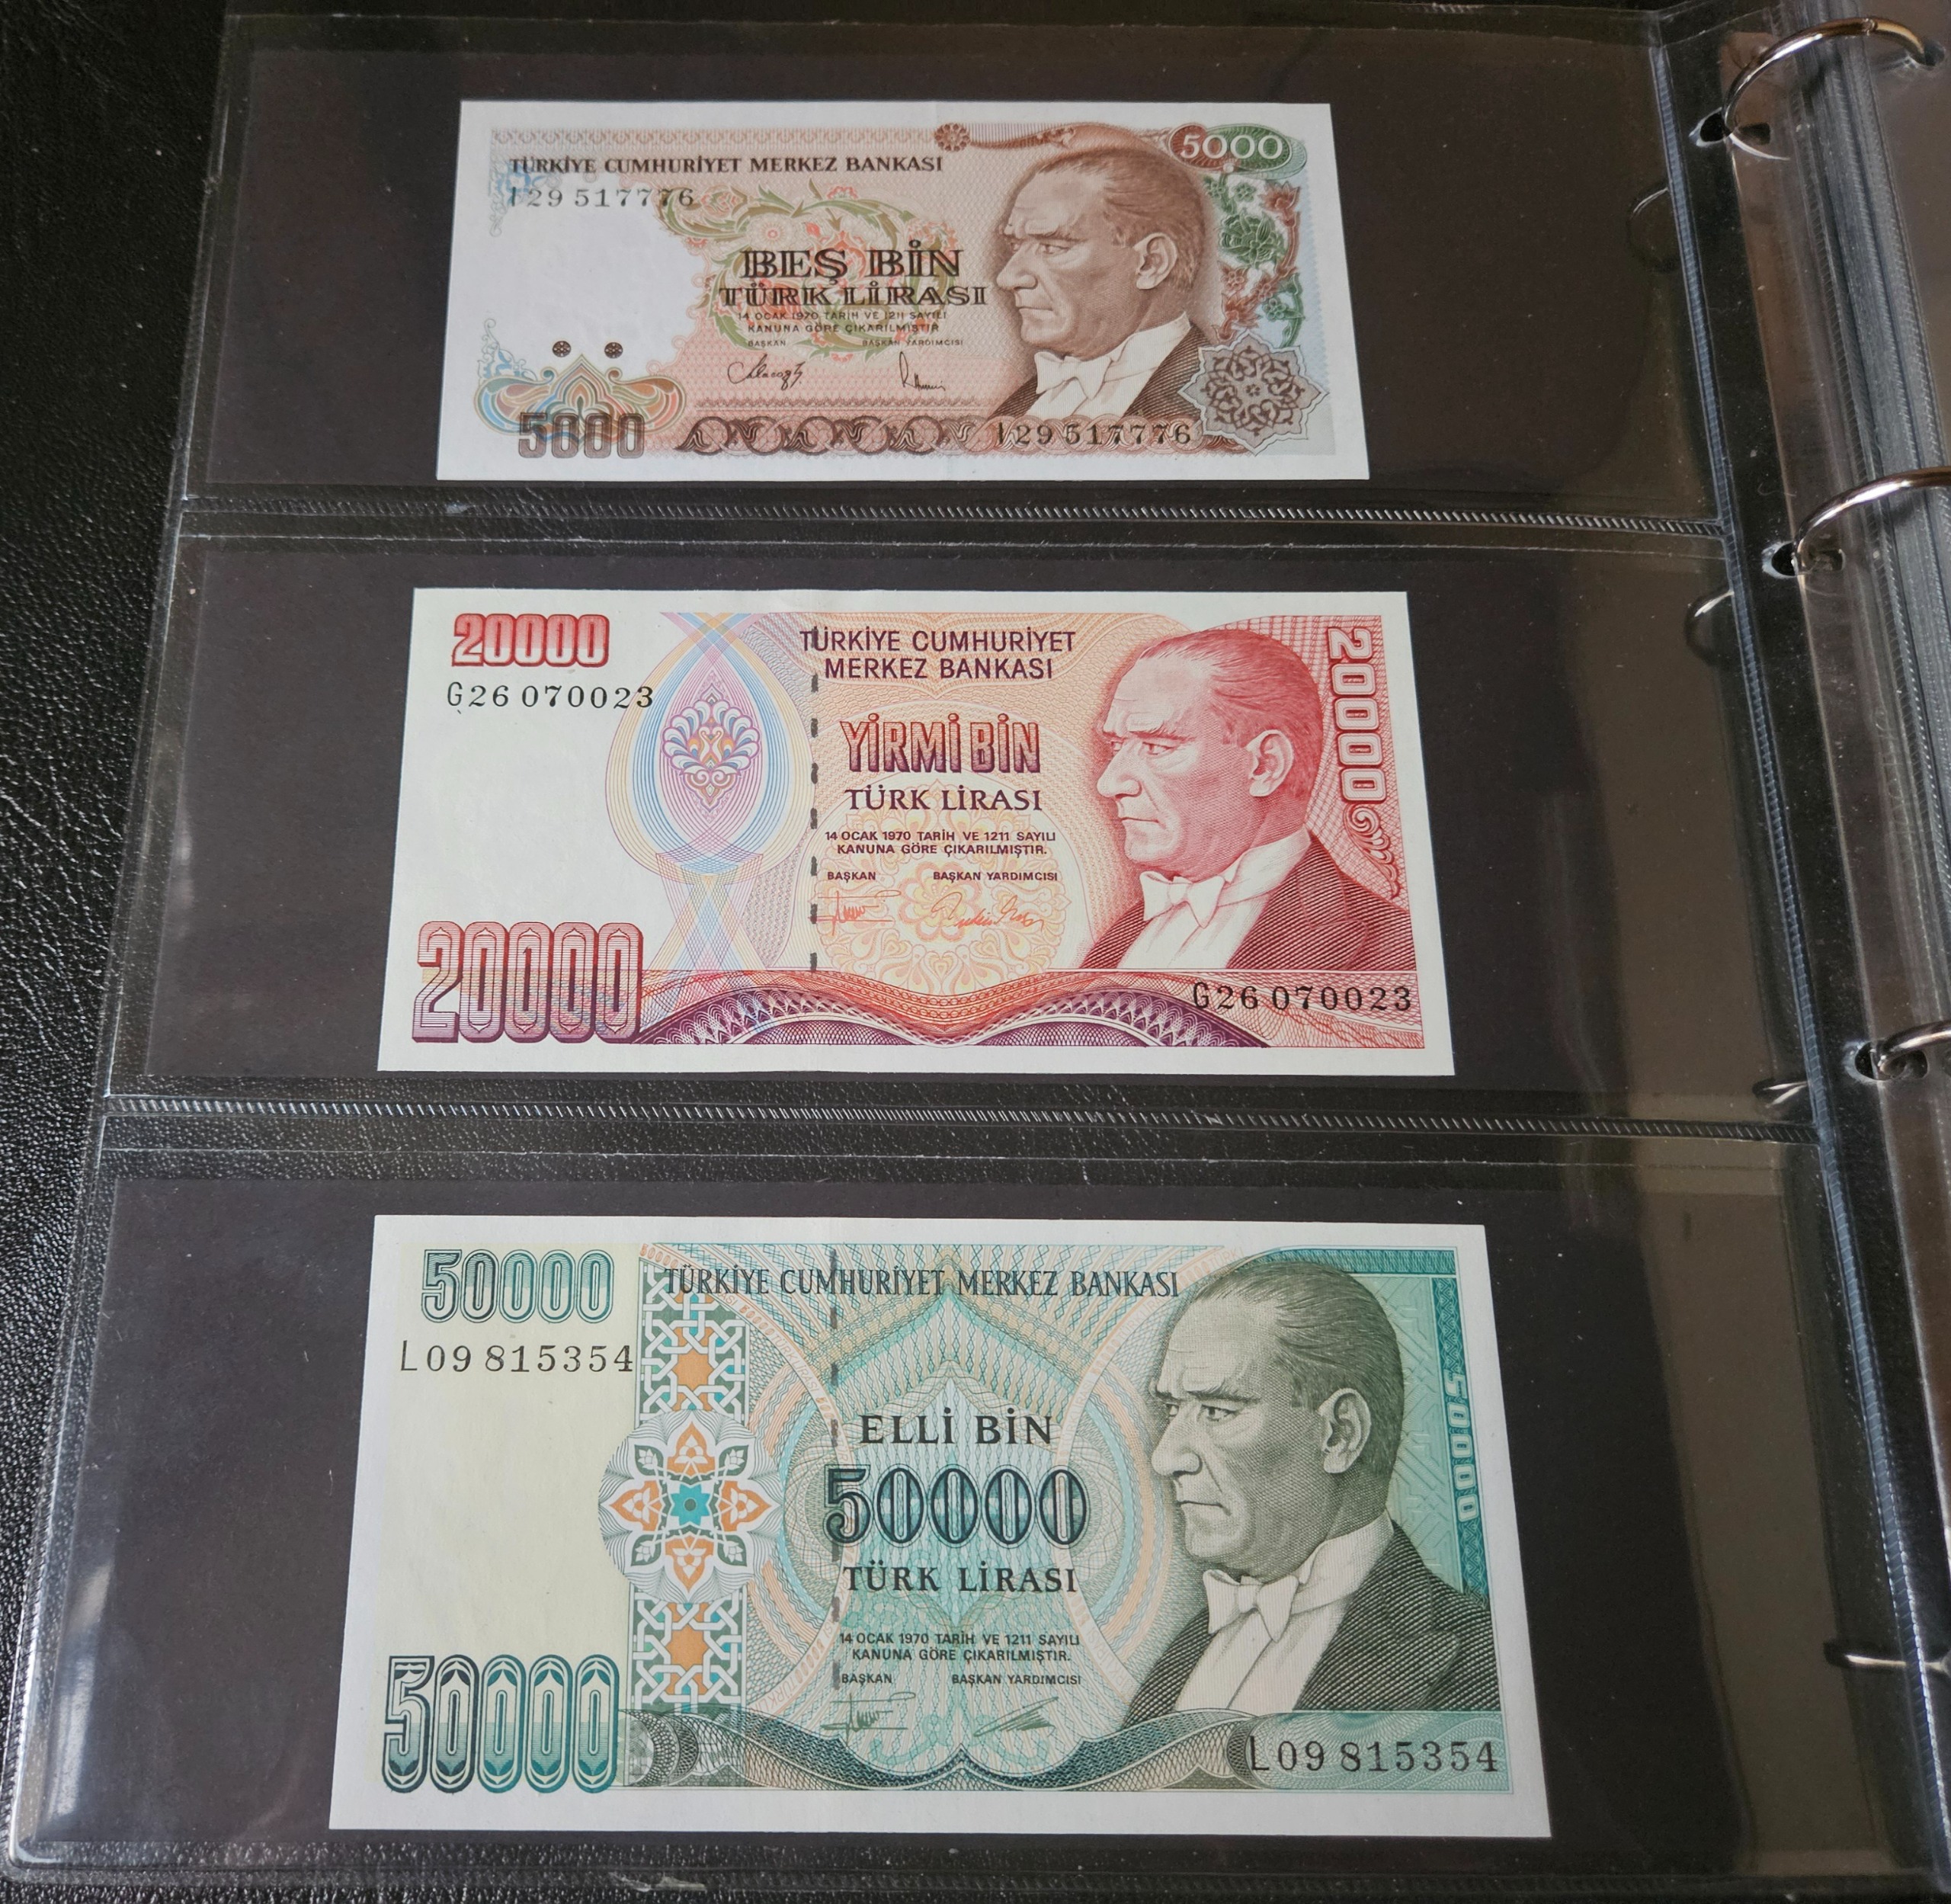 5000
TÜRKİYE CUMHURİYET MERKEZ BANKASI
I29 517776
BEŞ BİN
TÜRK LİRASI
14 OCAK 1970 TARİH VE 1211 SAYILI
KANUNA GÖRE ÇIKARILMIŞTIR
BAŞKAN BAŞKAN YARDIMCISI
5000
I29 517776
20000
TÜRKİYE CUMHURİYET
MERKEZ BANKASI
20000
G26 070023
YİRMİ BİN
TÜRK LİRASI
14 OCAK 1970 TARİH VE 1211 SAYILI
KANUNA GÖRE ÇIKARILMIŞTIR.
BAŞKAN BAŞKAN YARDIMCISI
20000
G26 070023
50000
TÜRKİYE CUMHURİYET MERKEZ BANKASI
L09 815354
50000
ELLİ BİN
50000
TÜRK LİRASI
14 OCAK 1970 TARİH VE 1211 SAYILI
KANUNA GÖRE ÇIKARILMIŞTIR.
BAŞKAN BAŞKAN YARDIMCISI
50000
L09 815354